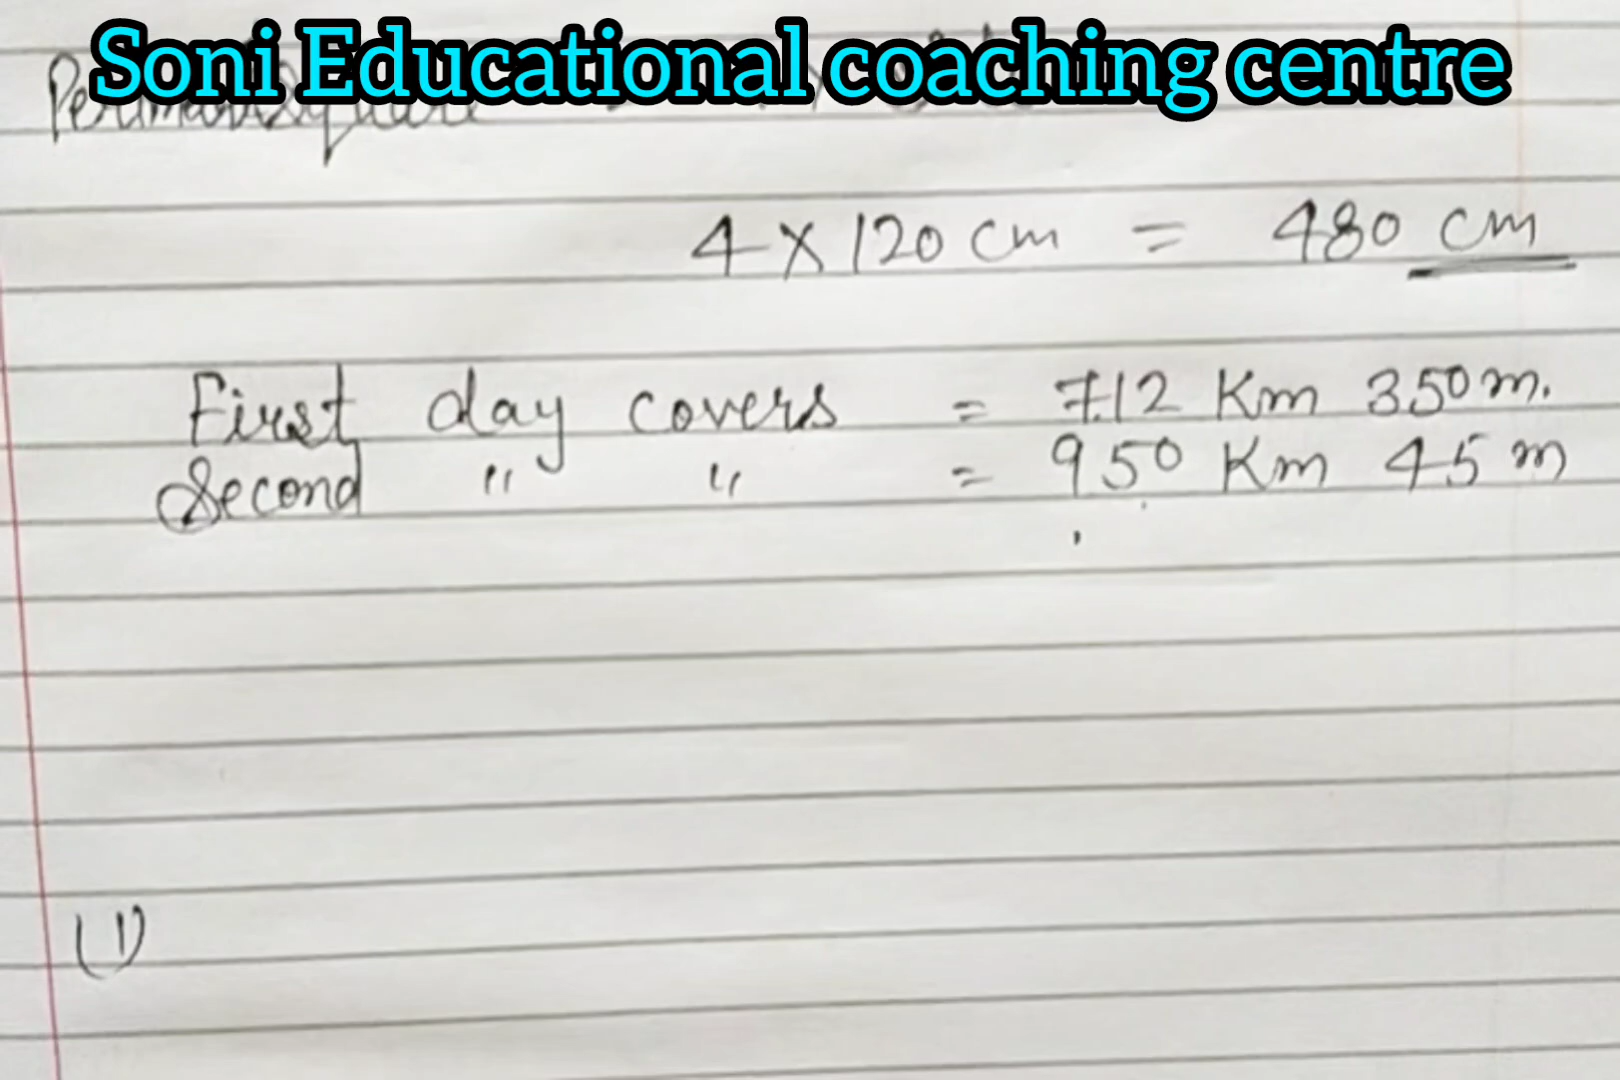 Soni Educational coaching centre
4 X 120 cm = 480 cm
First day covers = 712 Km 350 m.
Second " " = 950 Km 45 m
(1)